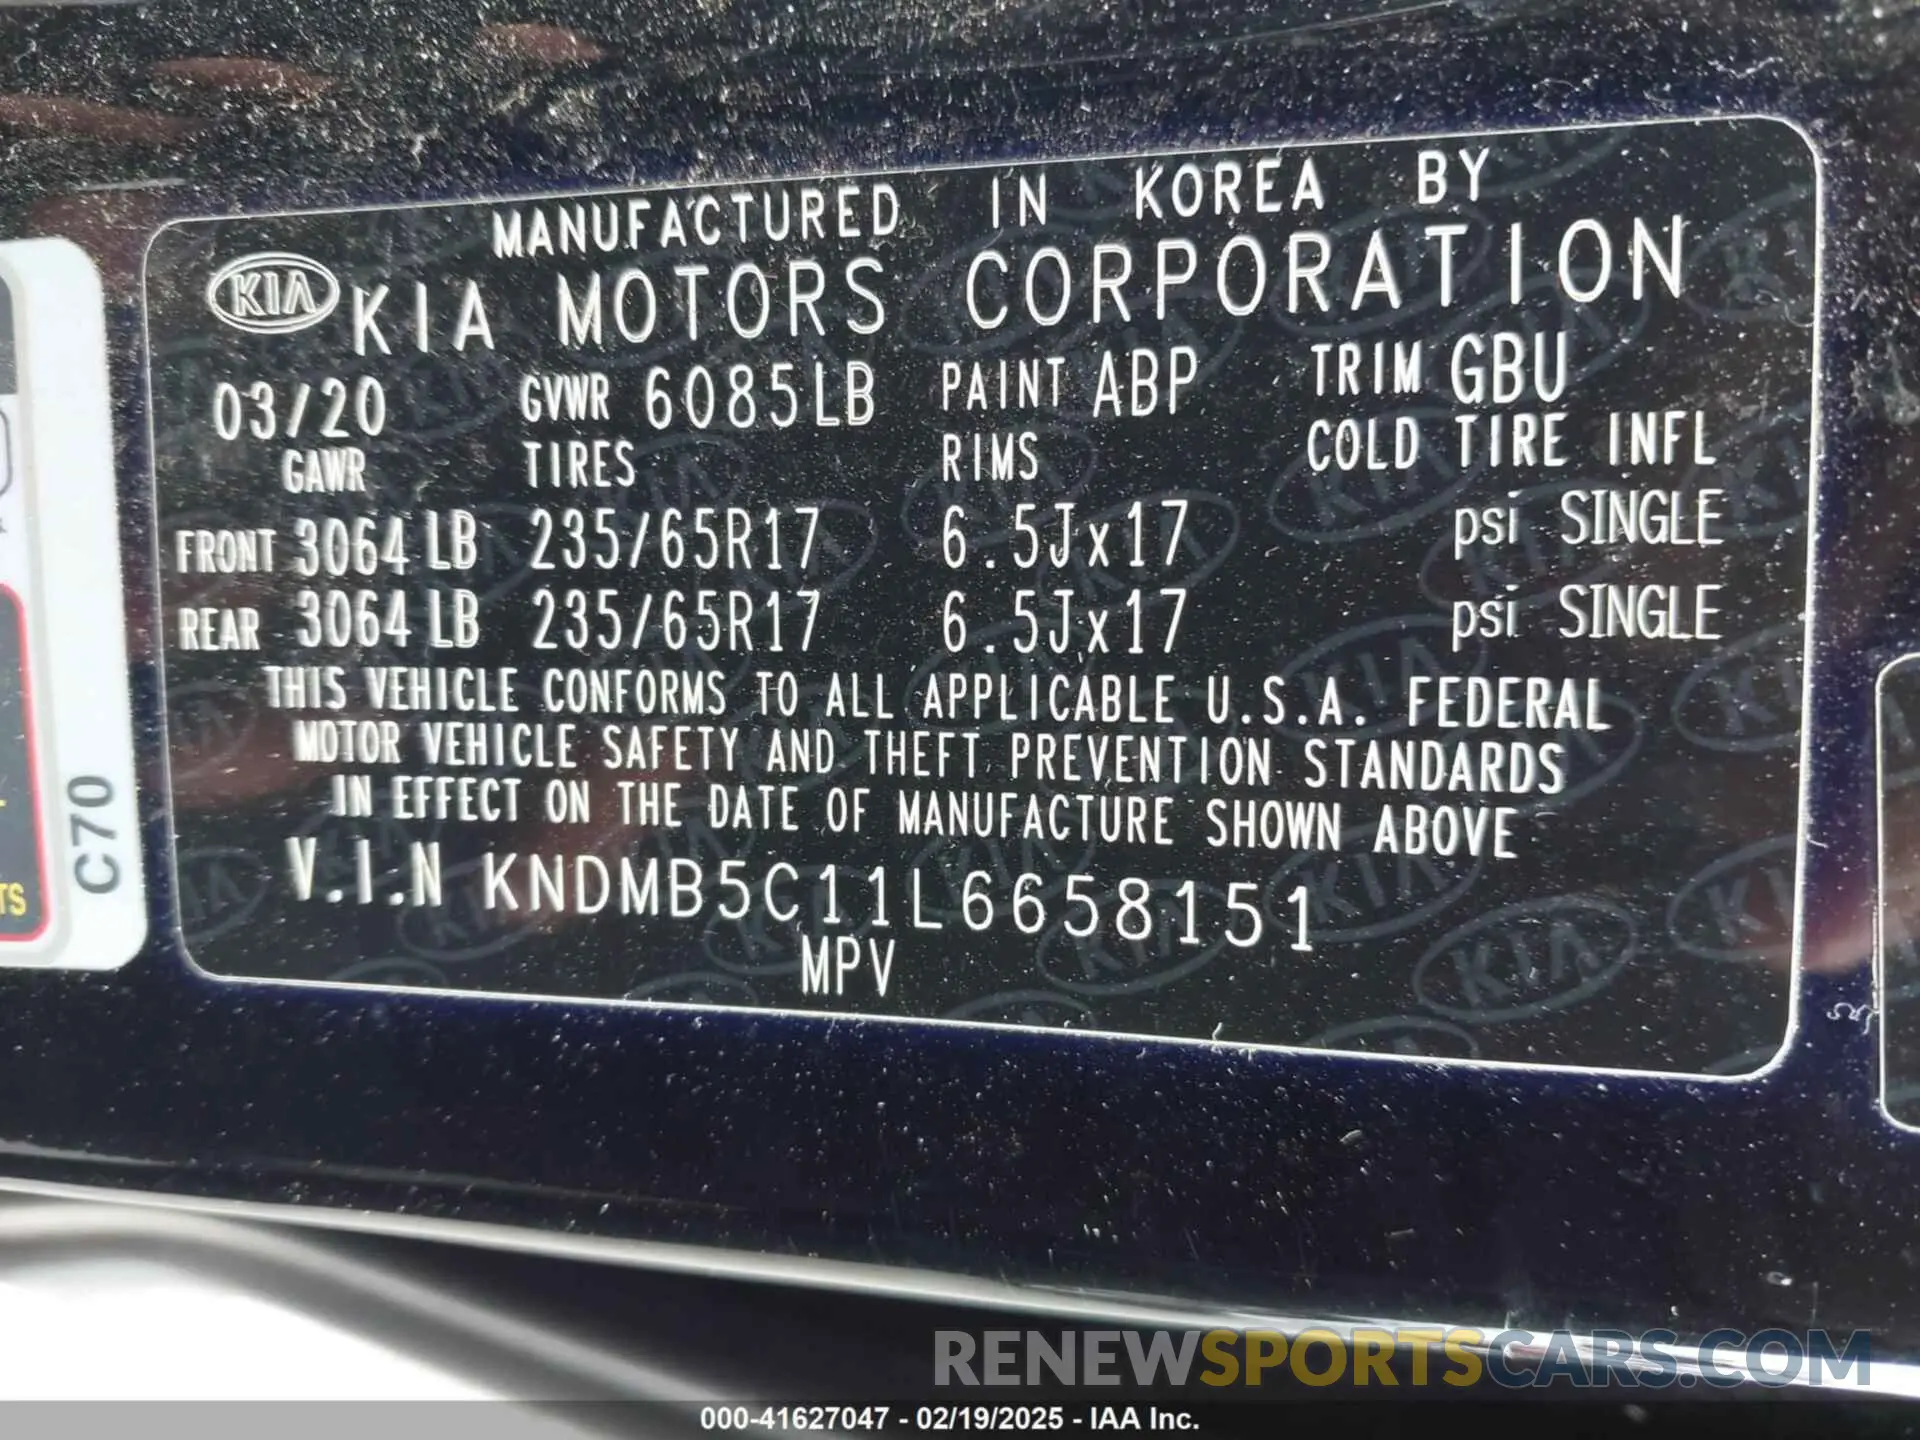 MANUFACTURED IN KOREA BY
KIA KIA MOTORS CORPORATION
03/20 GVWR 6085LB PAINT ABP TRIM GBU
GAWR TIRES RIMS COLD TIRE INFL
FRONT 3064 LB 235/65R17 6.5Jx17 psi SINGLE
REAR 3064 LB 235/65R17 6.5Jx17 psi SINGLE
THIS VEHICLE CONFORMS TO ALL APPLICABLE U.S.A. FEDERAL
MOTOR VEHICLE SAFETY AND THEFT PREVENTION STANDARDS
IN EFFECT ON THE DATE OF MANUFACTURE SHOWN ABOVE
V.I.N KNDMB5C11L6658151
MPV
C70
TS
RENEWSPORTSCARS.COM
000-41627047 - 02/19/2025 - IAA Inc.